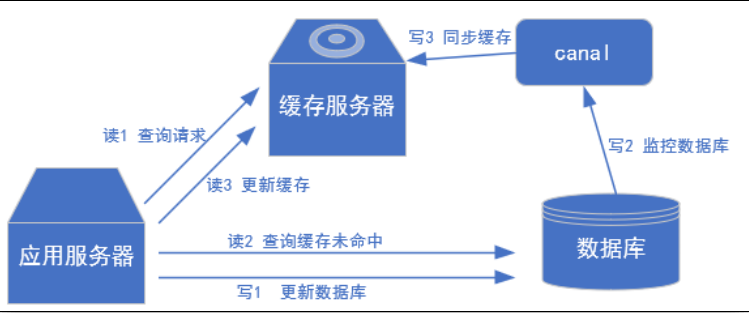 写3 同步缓存
canal
缓存服务器
读1 查询请求
写2 监控数据库
读3 更新缓存
读2 查询缓存未命中
应用服务器
数据库
写1 更新数据库